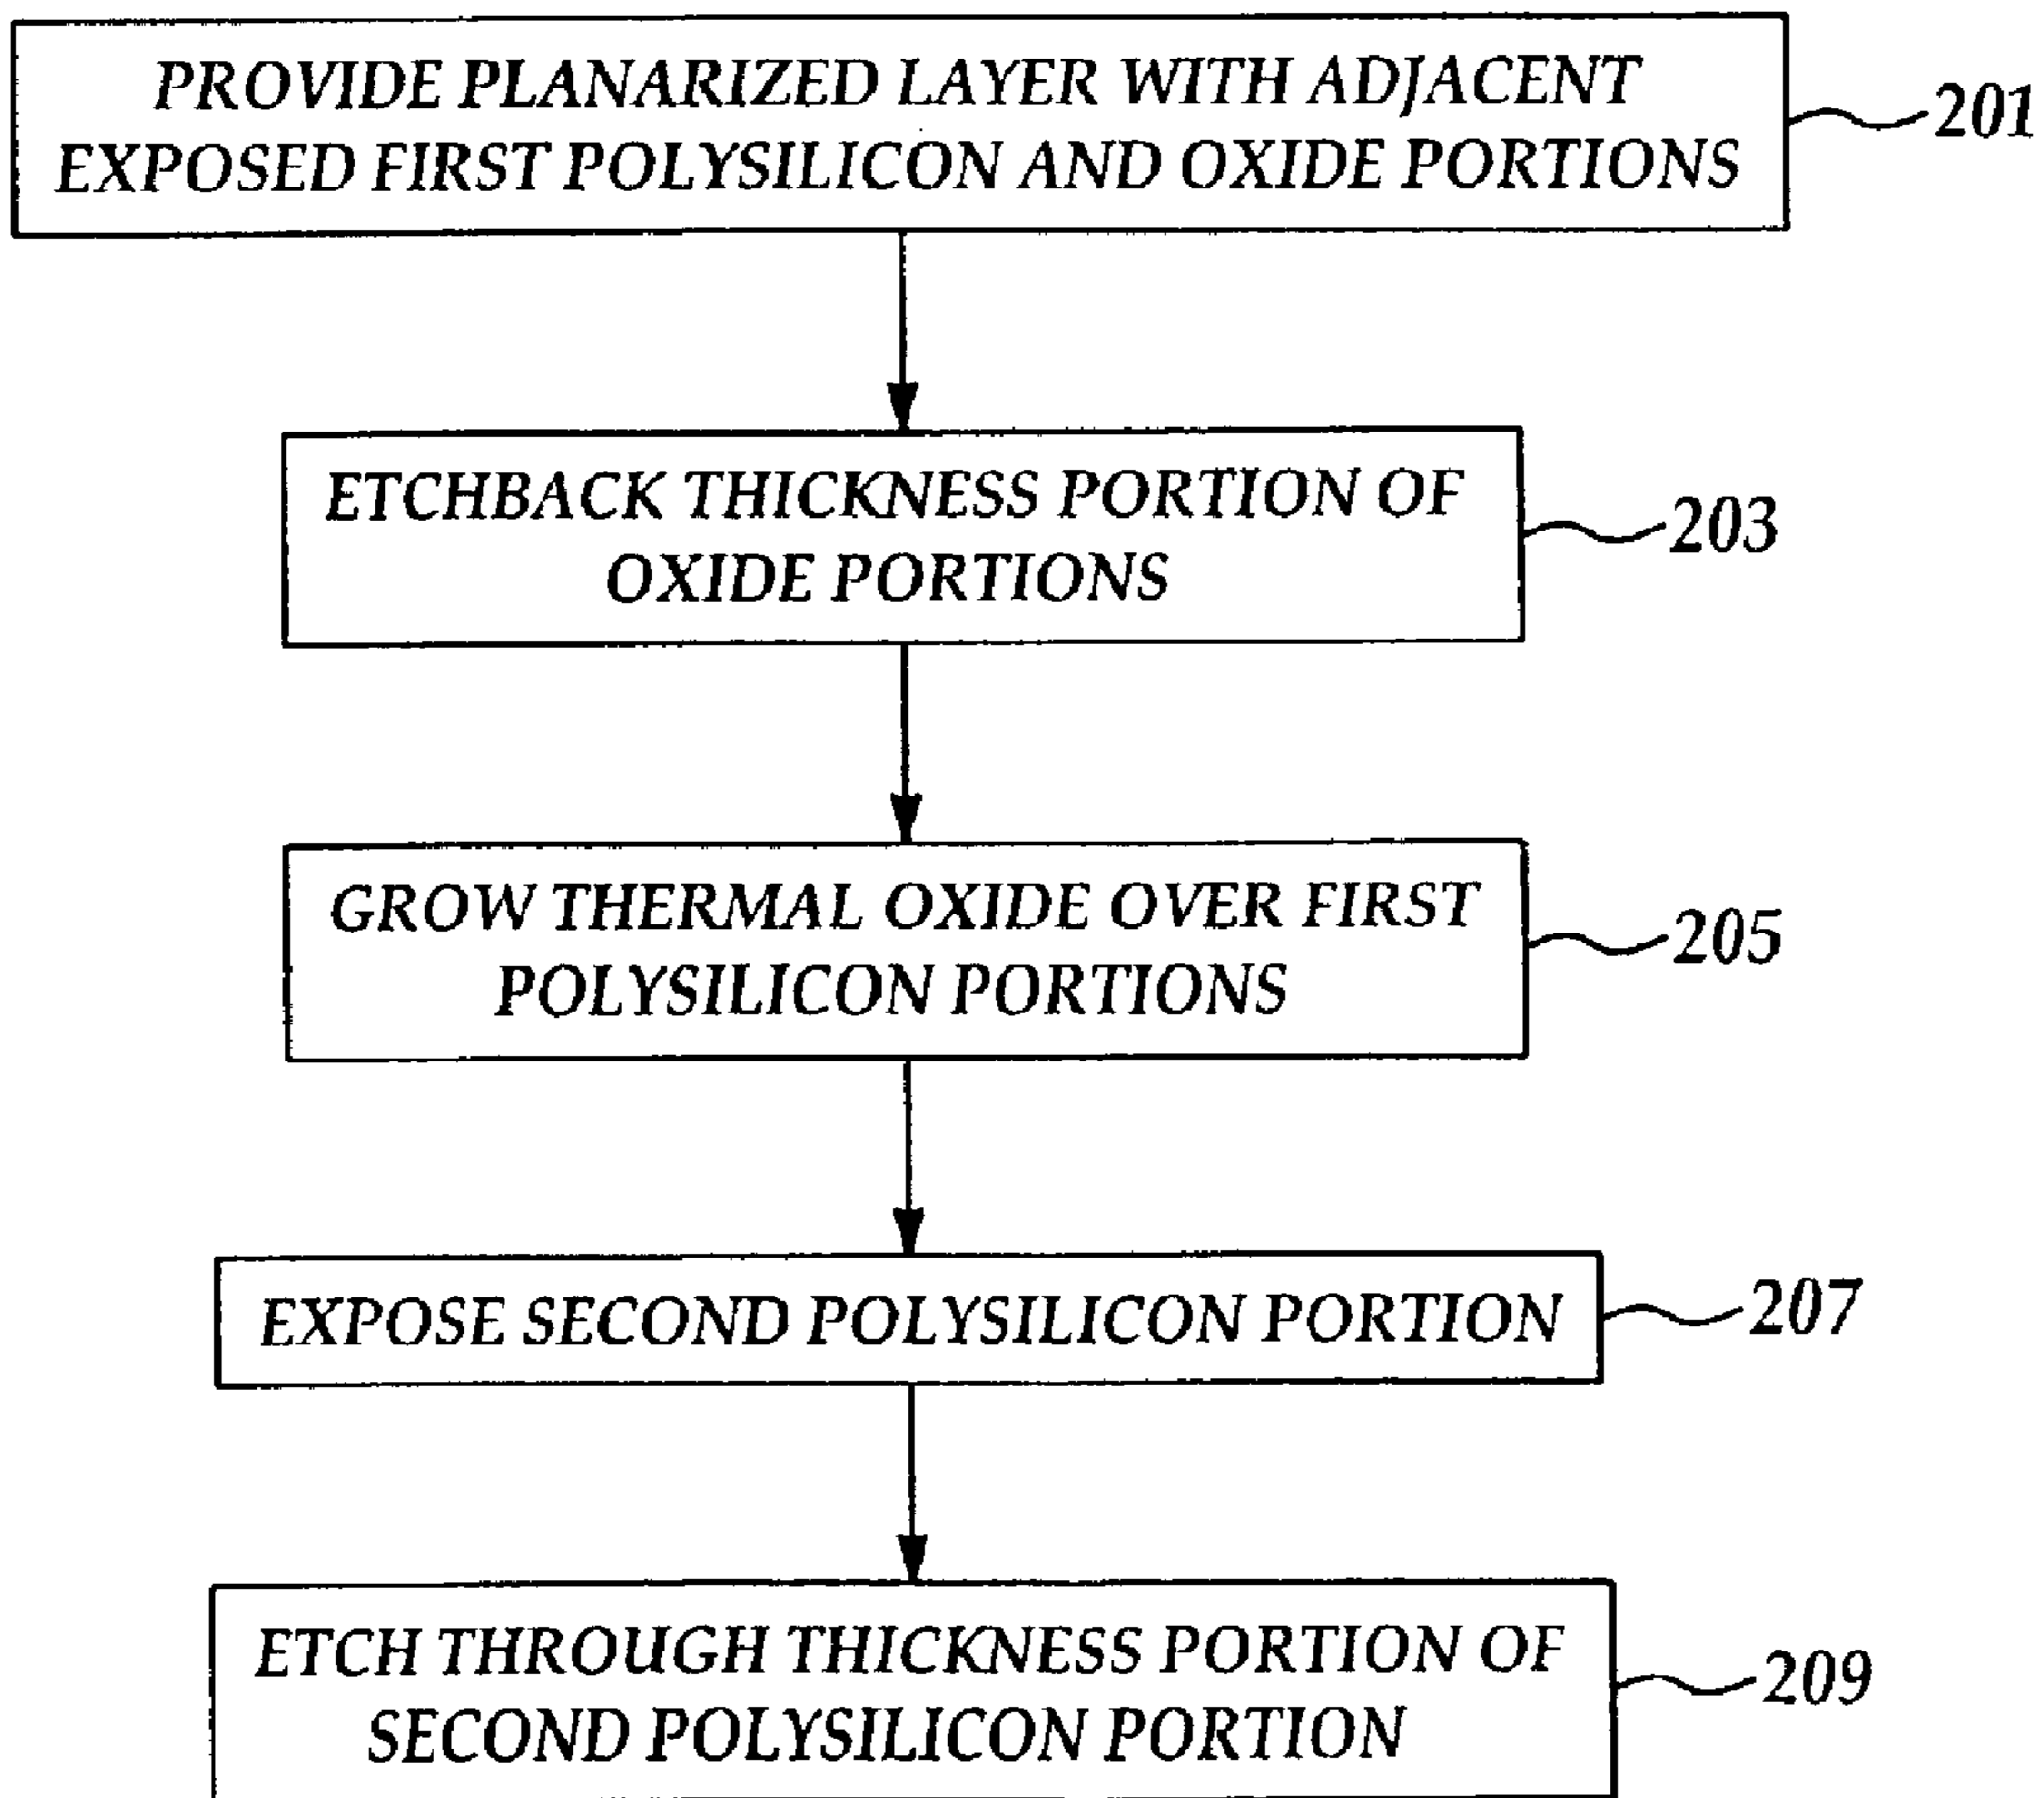 PROVIDE PLANARIZED LAYER WITH ADJACENT
EXPOSED FIRST POLYSILICON AND OXIDE PORTIONS
201
ETCHBACK THICKNESS PORTION OF
OXIDE PORTIONS
203
GROW THERMAL OXIDE OVER FIRST
POLYSILICON PORTIONS
205
EXPOSE SECOND POLYSILICON PORTION
207
ETCH THROUGH THICKNESS PORTION OF
SECOND POLYSILICON PORTION
209